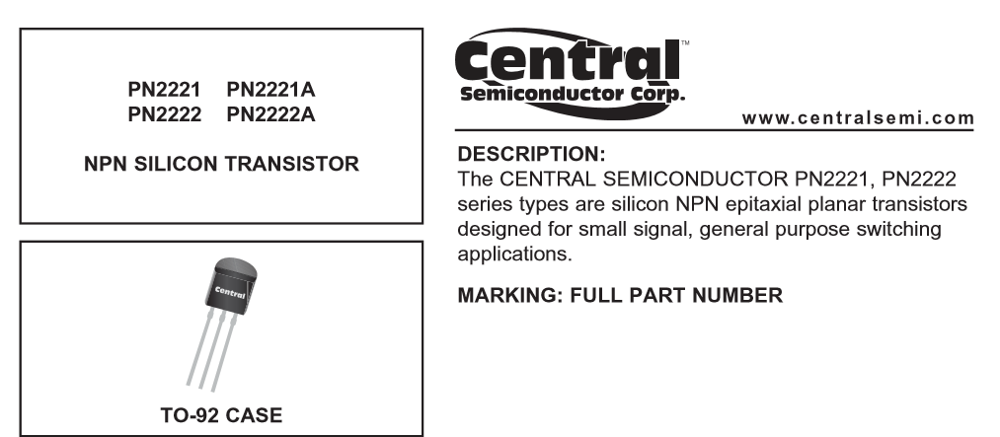 PN2221 PN2221A
PN2222 PN2222A
NPN SILICON TRANSISTOR
Central
TO-92 CASE
Central™
Semiconductor Corp.
www.centralsemi.com
DESCRIPTION:
The CENTRAL SEMICONDUCTOR PN2221, PN2222
series types are silicon NPN epitaxial planar transistors
designed for small signal, general purpose switching
applications.
MARKING: FULL PART NUMBER